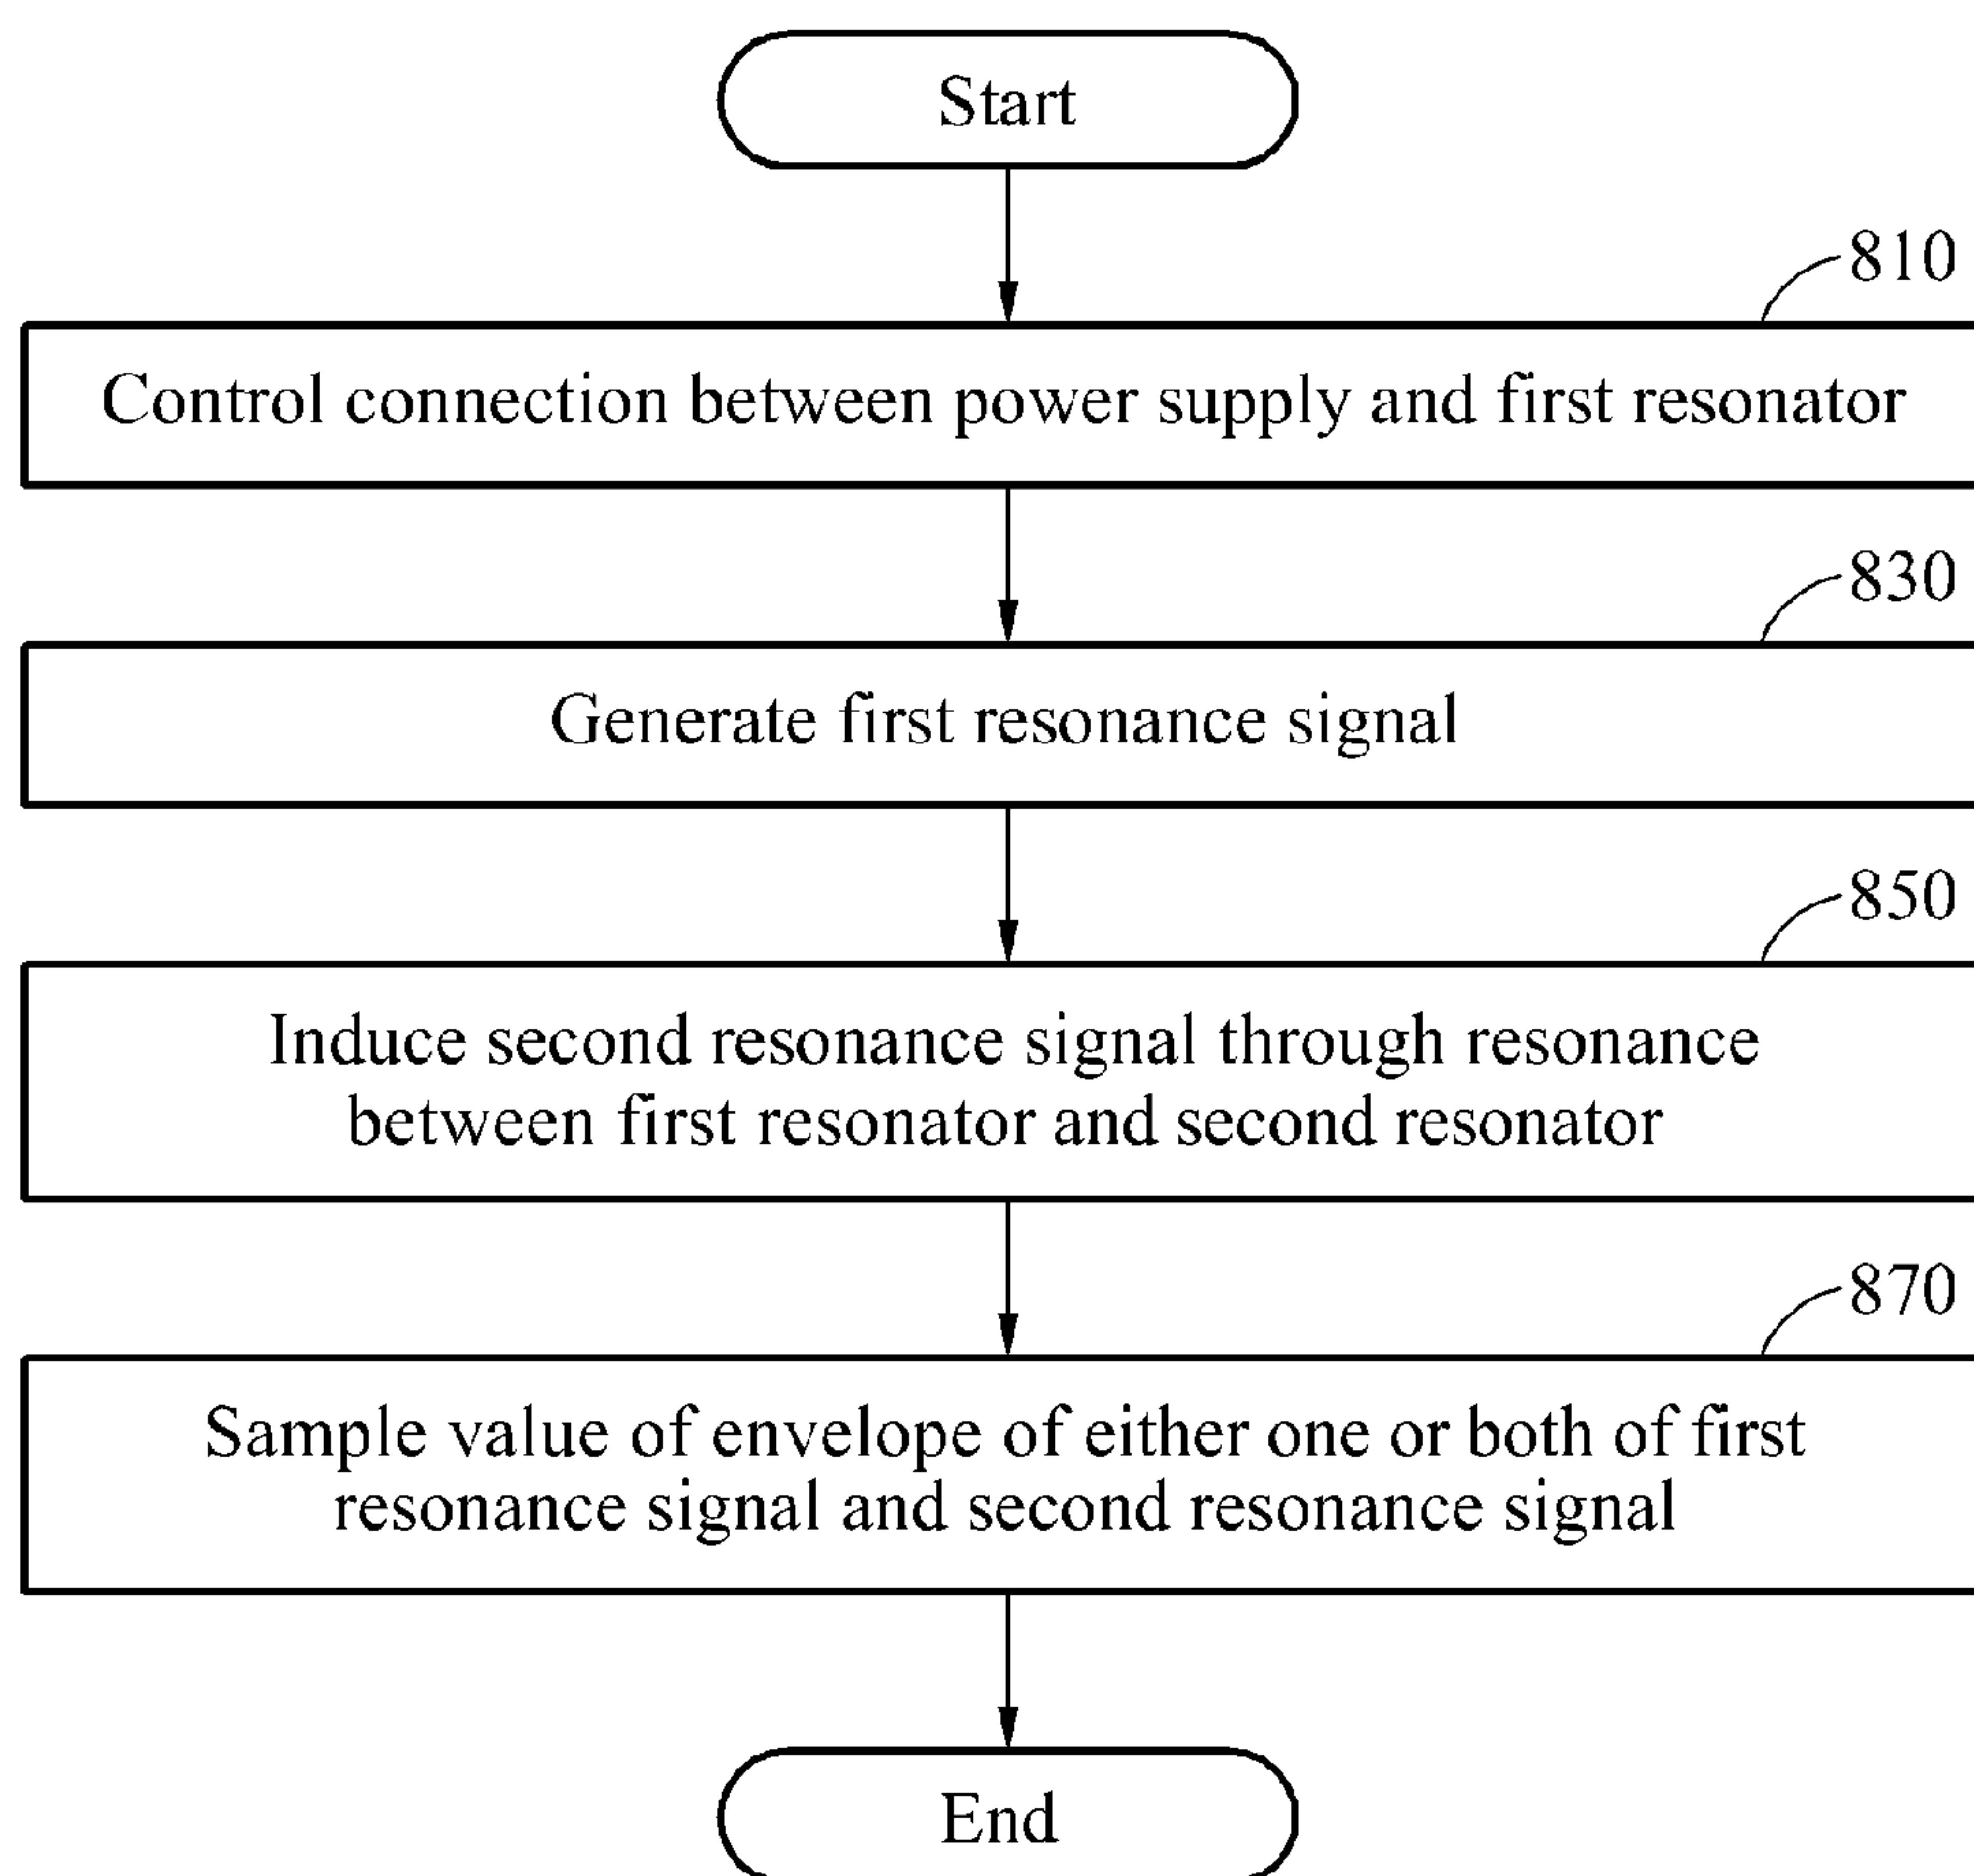 Start
810
Control connection between power supply and first resonator
830
Generate first resonance signal
850
Induce second resonance signal through resonance
between first resonator and second resonator
870
Sample value of envelope of either one or both of first
resonance signal and second resonance signal
End